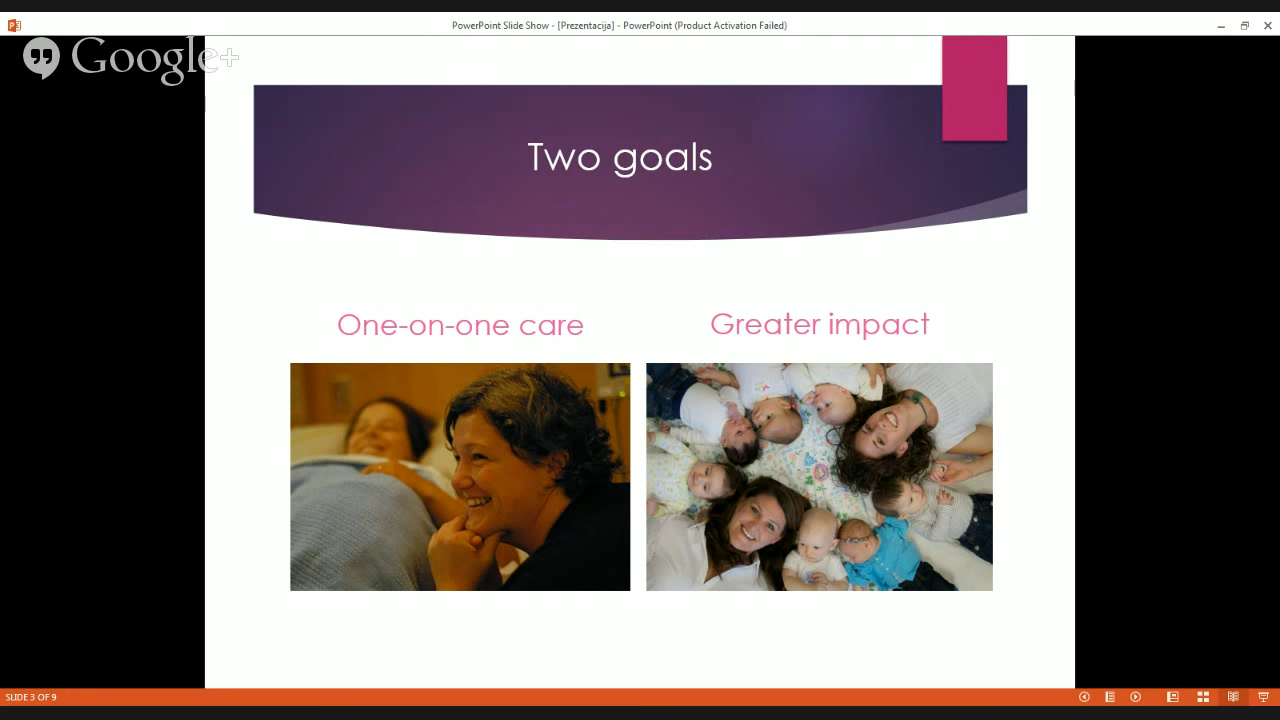 PowerPoint Slide Show - [Prezentacija] - PowerPoint (Product Activation Failed)
Google+
Two goals
One-on-one care
Greater impact
SLIDE 3 OF 9